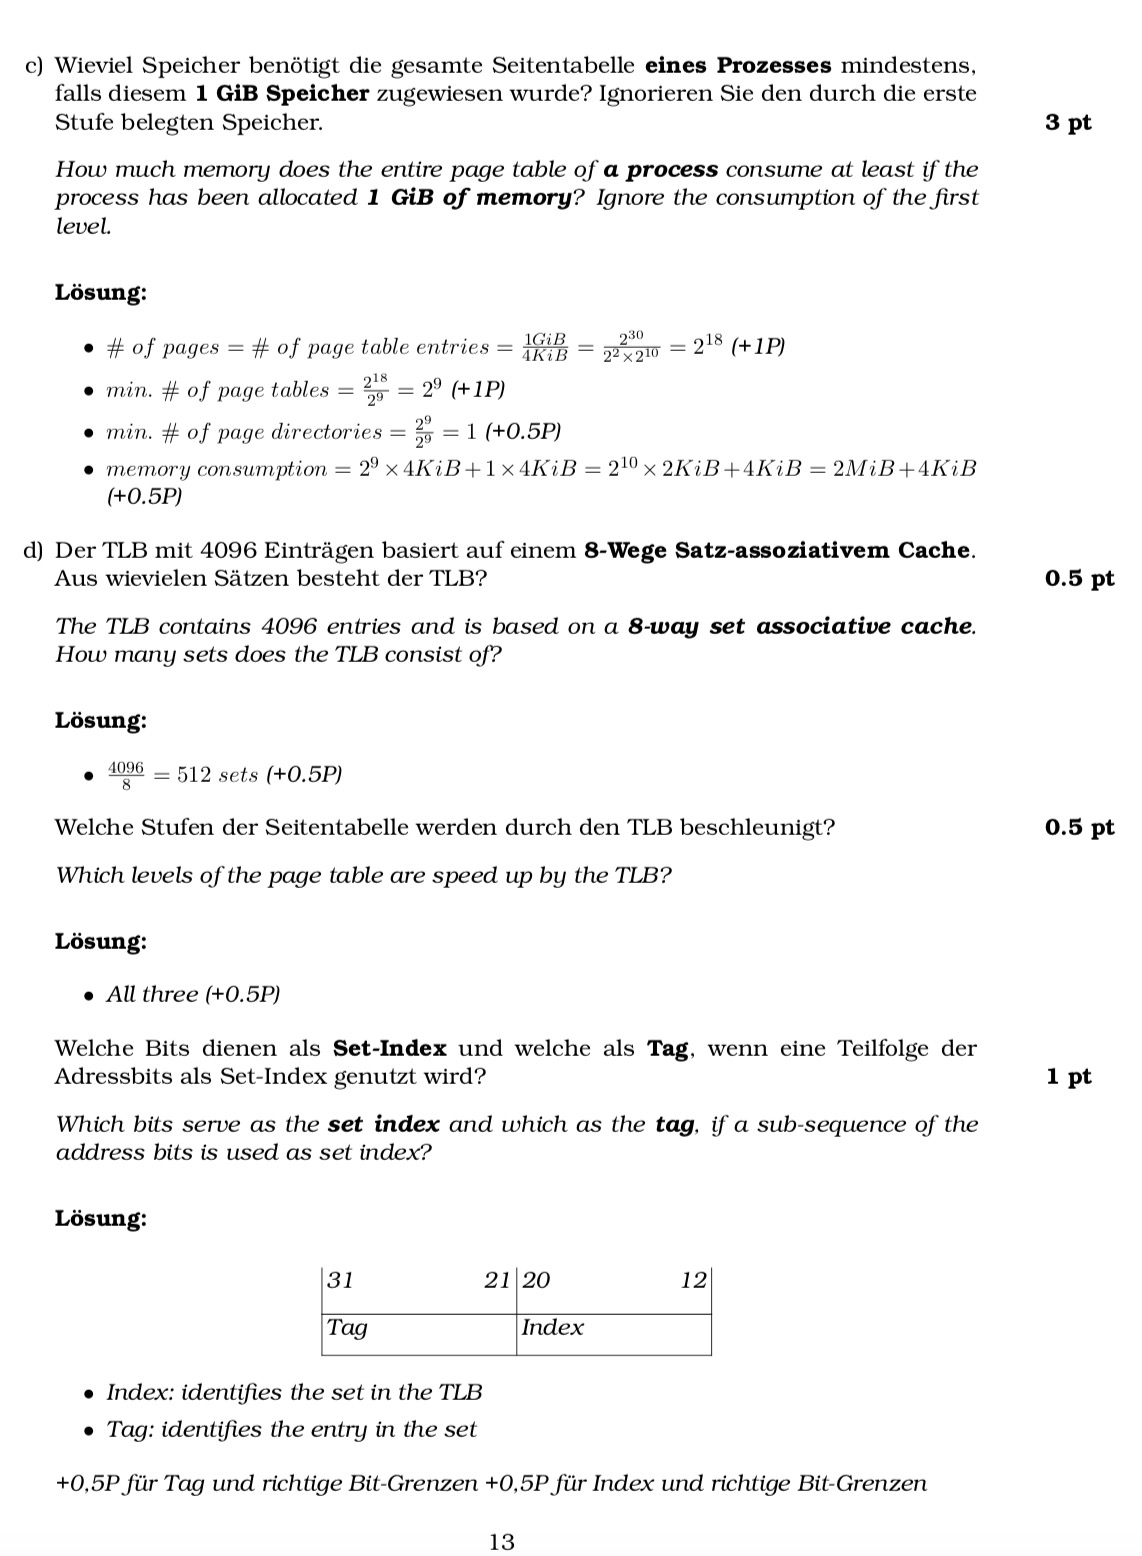 c) Wieviel Speicher benötigt die gesamte Seitentabelle eines Prozesses mindestens,
falls diesem 1 GiB Speicher zugewiesen wurde? Ignorieren Sie den durch die erste
Stufe belegten Speicher. 3 pt
How much memory does the entire page table of a process consume at least if the
process has been allocated 1 GiB of memory? Ignore the consumption of the first
level.
Lösung:
• # of pages = # of page table entries = \frac{1GiB}{4KiB} = \frac{2^{30}}{2^2 × 2^{10}} = 2^{18} (+1P)
• min. # of page tables = \frac{2^{18}}{2^9} = 2^9 (+1P)
• min. # of page directories = \frac{2^9}{2^9} = 1 (+0.5P)
• memory consumption = 2^9 × 4KiB + 1 × 4KiB = 2^{10} × 2KiB + 4KiB = 2MiB + 4KiB
(+0.5P)
d) Der TLB mit 4096 Einträgen basiert auf einem 8-Wege Satz-assoziativem Cache.
Aus wievielen Sätzen besteht der TLB? 0.5 pt
The TLB contains 4096 entries and is based on a 8-way set associative cache.
How many sets does the TLB consist of?
Lösung:
• \frac{4096}{8} = 512 sets (+0.5P)
Welche Stufen der Seitentabelle werden durch den TLB beschleunigt? 0.5 pt
Which levels of the page table are speed up by the TLB?
Lösung:
• All three (+0.5P)
Welche Bits dienen als Set-Index und welche als Tag, wenn eine Teilfolge der
Adressbits als Set-Index genutzt wird? 1 pt
Which bits serve as the set index and which as the tag, if a sub-sequence of the
address bits is used as set index?
Lösung:
31 21 20 12
Tag Index
• Index: identifies the set in the TLB
• Tag: identifies the entry in the set
+0,5P für Tag und richtige Bit-Grenzen +0,5P für Index und richtige Bit-Grenzen
13